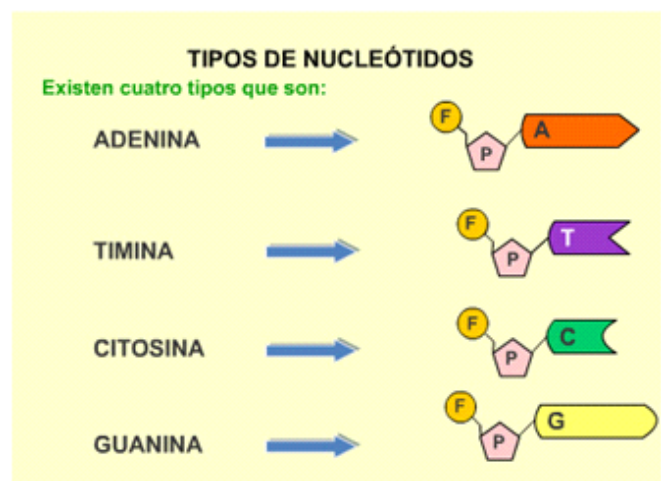 TIPOS DE NUCLEÓTIDOS
Existen cuatro tipos que son:
ADENINA
F
P
A
TIMINA
F
P
T
CITOSINA
F
P
C
GUANINA
F
P
G